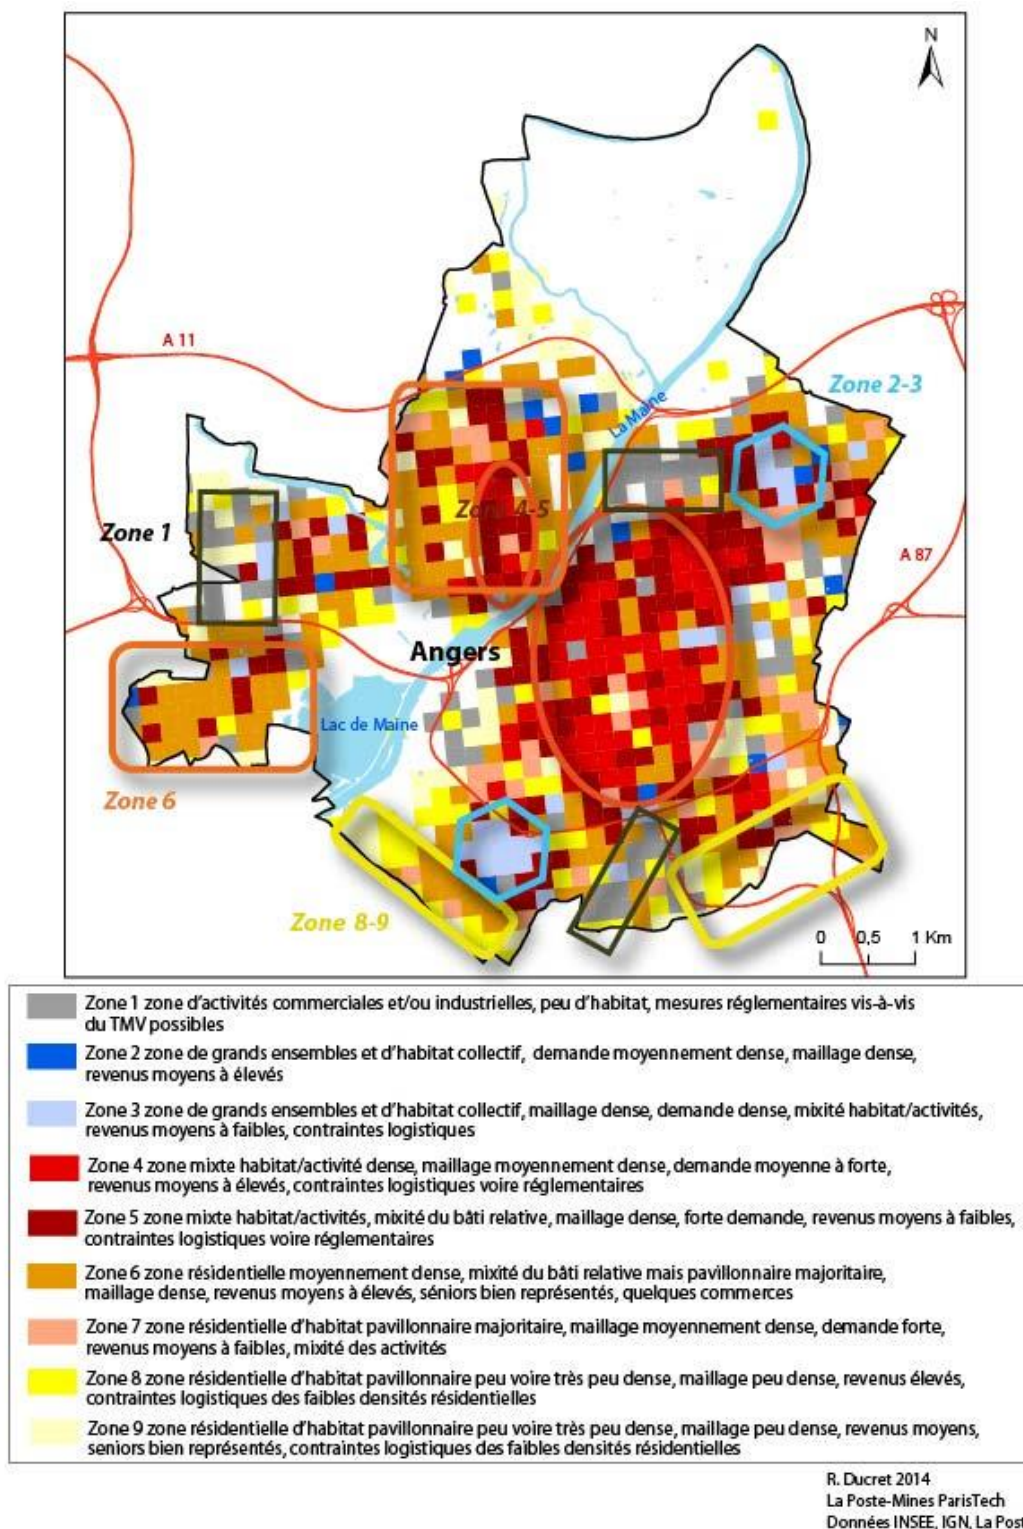 N
A 11
Zone 2-3
La Maine
Zone 4-5
Zone 1
A 87
Angers
Lac de Maine
Zone 6
Zone 8-9
0 0,5 1 Km
Zone 1 zone d'activités commerciales et/ou industrielles, peu d'habitat, mesures réglementaires vis-à-vis
du TMV possibles
Zone 2 zone de grands ensembles et d'habitat collectif, demande moyennement dense, maillage dense,
revenus moyens à élevés
Zone 3 zone de grands ensembles et d'habitat collectif, maillage dense, demande dense, mixité habitat/activités,
revenus moyens à faibles, contraintes logistiques
Zone 4 zone mixte habitat/activité dense, maillage moyennement dense, demande moyenne à forte,
revenus moyens à élevés, contraintes logistiques voire réglementaires
Zone 5 zone mixte habitat/activités, mixité du bâti relative, maillage dense, forte demande, revenus moyens à faibles,
contraintes logistiques voire réglementaires
Zone 6 zone résidentielle moyennement dense, mixité du bâti relative mais pavillonnaire majoritaire,
maillage dense, revenus moyens à élevés, séniors bien représentés, quelques commerces
Zone 7 zone résidentielle d'habitat pavillonnaire majoritaire, maillage moyennement dense, demande forte,
revenus moyens à faibles, mixité des activités
Zone 8 zone résidentielle d'habitat pavillonnaire peu voire très peu dense, maillage peu dense, revenus élevés,
contraintes logistiques des faibles densités résidentielles
Zone 9 zone résidentielle d'habitat pavillonnaire peu voire très peu dense, maillage peu dense, revenus moyens,
seniors bien représentés, contraintes logistiques des faibles densités résidentielles
R. Ducret 2014
La Poste-Mines ParisTech
Données INSEE, IGN, La Post